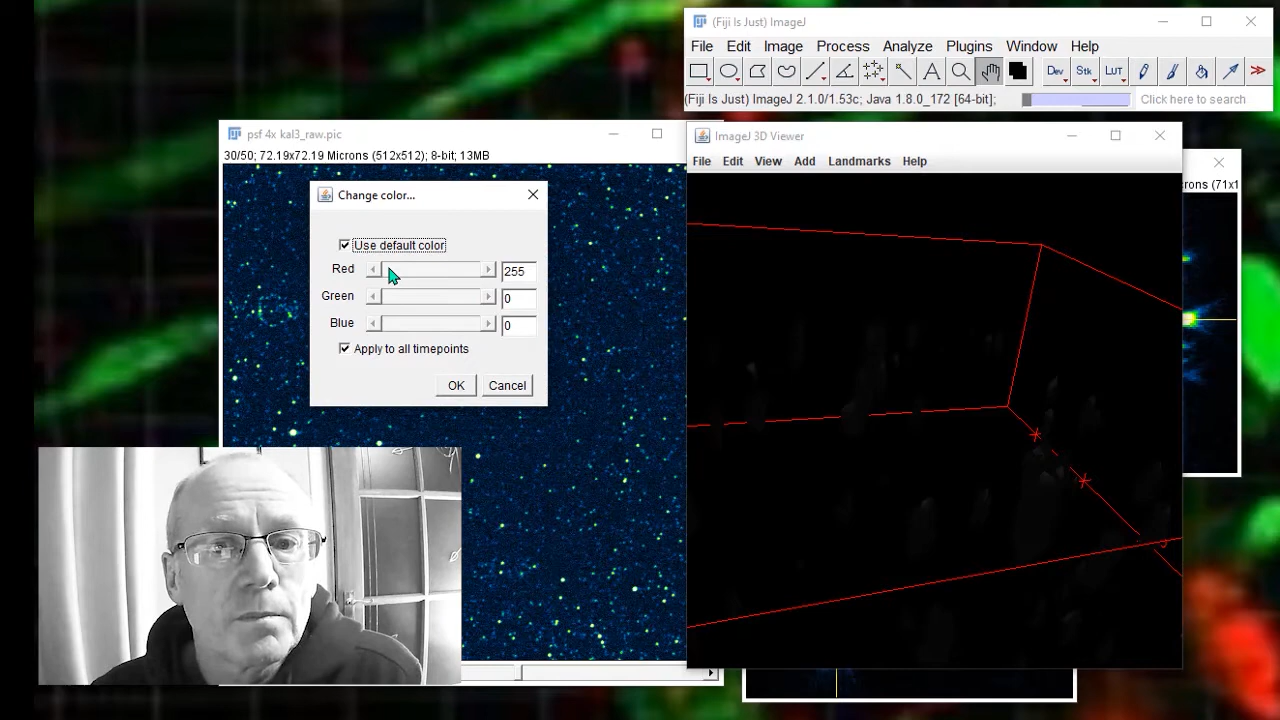 (Fiji Is Just) ImageJ
File Edit Image Process Analyze Plugins Window Help
Dev Stk LUT
(Fiji Is Just) ImageJ 2.1.0/1.53c; Java 1.8.0_172 [64-bit];
Click here to search
psf 4x kal3_raw.pic
30/50; 72.19x72.19 Microns (512x512); 8-bit; 13MB
Change color...
Use default color
Red 255
Green 0
Blue 0
Apply to all timepoints
OK Cancel
ImageJ 3D Viewer
File Edit View Add Landmarks Help
crons (71x1